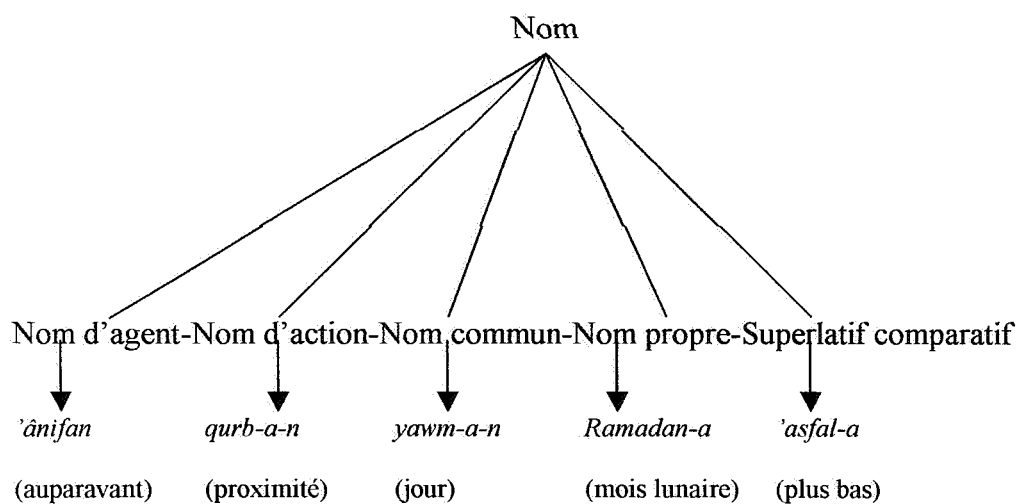 Nom
Nom d'agent-Nom d'action-Nom commun-Nom propre-Superlatif comparatif
'ânifan qurb-a-n yawm-a-n Ramadan-a 'asfal-a
(auparavant) (proximité) (jour) (mois lunaire) (plus bas)